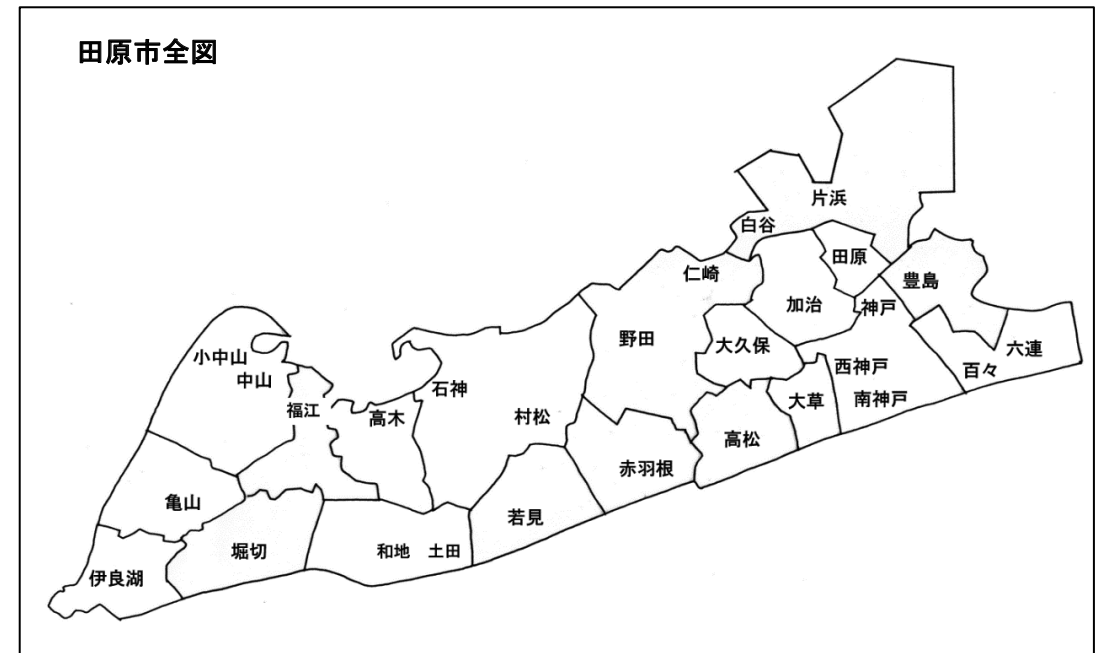 田原市全図
片浜
白谷
田原
仁崎
豊島
加治
神戸
野田
大久保
六連
小中山
西神戸
百々
中山
石神
大草
南神戸
福江
高木
村松
高松
赤羽根
亀山
若見
堀切
和地 土田
伊良湖